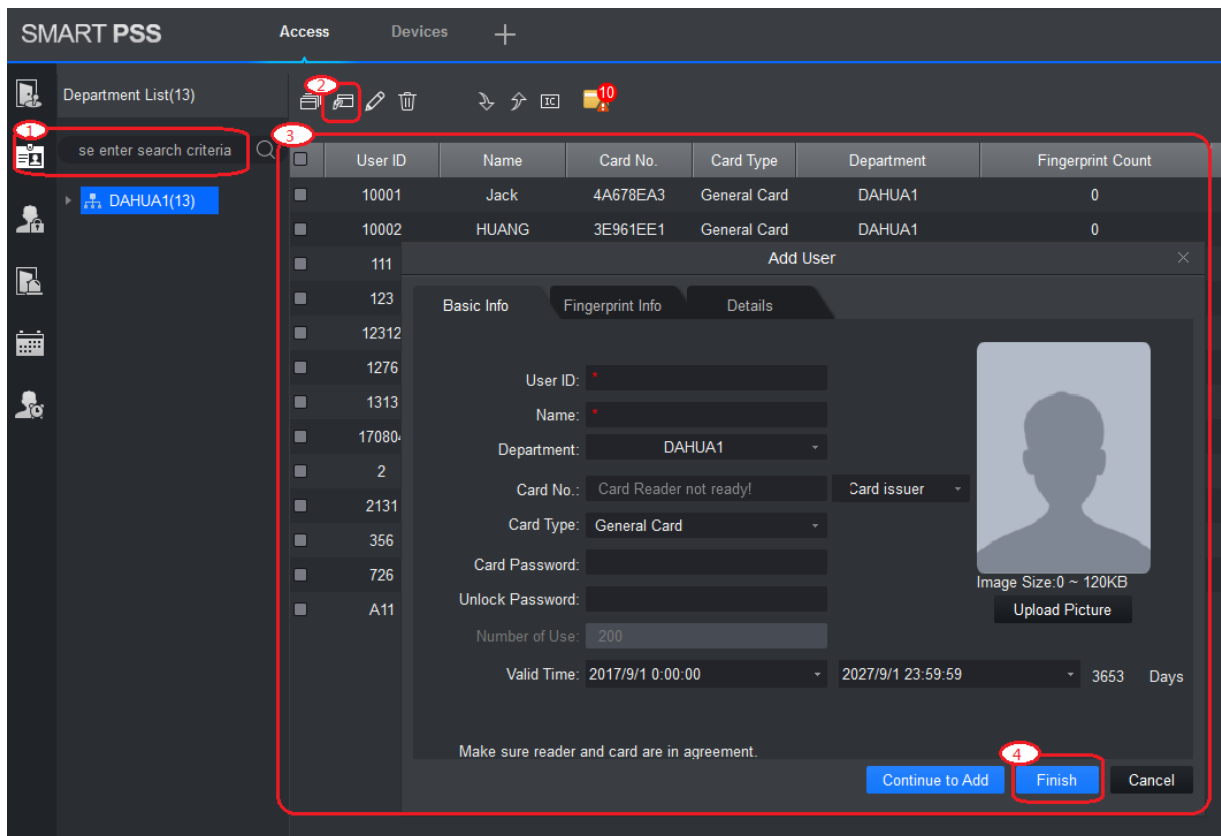 SMART PSS Access Devices
Department List(13)
2
10
1
se enter search criteria
3
User ID Name Card No. Card Type Department Fingerprint Count
DAHUA1(13)
10001 Jack 4A678EA3 General Card DAHUA1 0
10002 HUANG 3E961EE1 General Card DAHUA1 0
111
123
12312
1276
1313
17080
2
2131
356
726
A11
Add User
Basic Info Fingerprint Info Details
User ID: *
Name: *
Department: DAHUA1
Card No.: Card Reader not ready! Card issuer
Card Type: General Card
Card Password:
Unlock Password:
Number of Use: 200
Valid Time: 2017/9/1 0:00:00 2027/9/1 23:59:59 3653 Days
Image Size:0 ~ 120KB
Upload Picture
Make sure reader and card are in agreement.
4
Continue to Add Finish Cancel